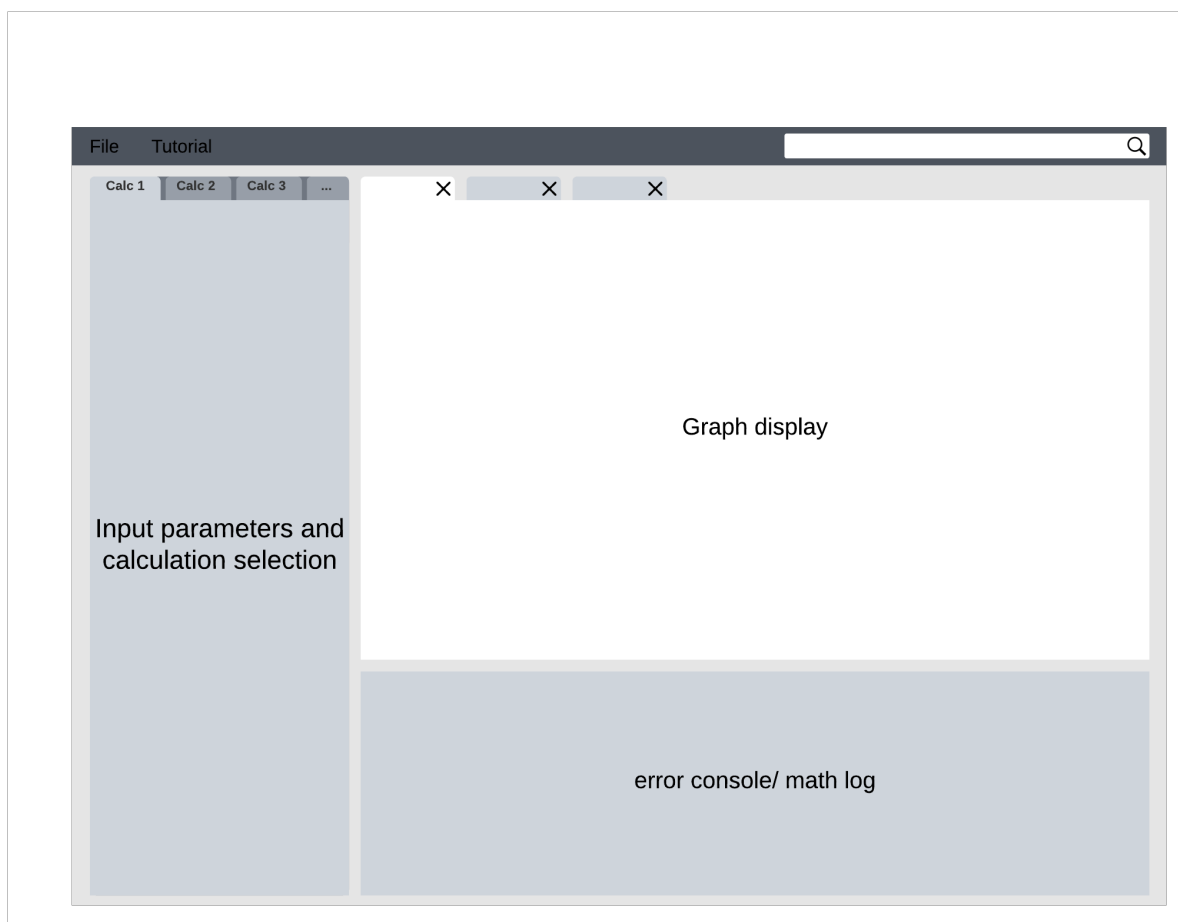 File Tutorial
Calc 1 Calc 2 Calc 3 ...
Graph display
Input parameters and
calculation selection
error console/ math log